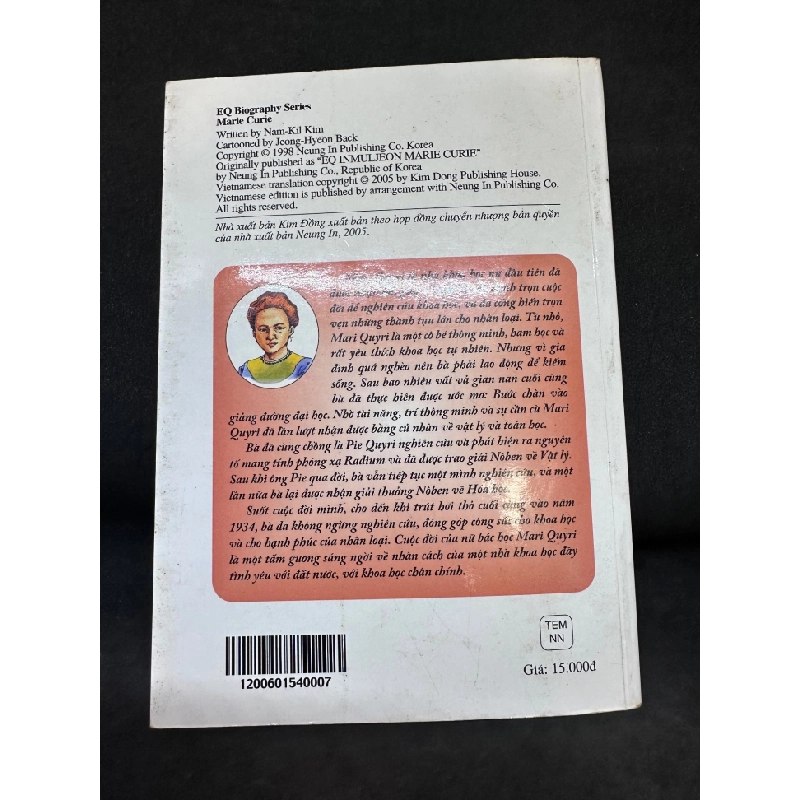 EQ Biography Series
Marie Curie
Written by Nam-Kil Kim
Cartooned by Jeong-Hyeon Back
Copyright © 1998 Neung In Publishing Co. Korea
Originally published as "EQ INMULJEON MARIE CURIE"
by Neung In Publishing Co., Republic of Korea
Vietnamese translation copyright © 2005 by Kim Dong Publishing House.
Vietnamese edition is published by arrangement with Neung In Publishing Co.
All rights reserved.
Nhà xuất bản Kim Đồng xuất bản theo hợp đồng chuyển nhượng bản quyền
của nhà xuất bản Neung In, 2005.
nhà khoa học nữ đầu tiên đã
trọn cuộc
đời để nghiên cứu khoa học, và đã cống hiến trọn
vẹn những thành tựu lớn cho nhân loại. Từ nhỏ,
Mari Quyri là một cô bé thông minh, ham học và
rất yêu thích khoa học tự nhiên. Nhưng vì gia
đình quá nghèo nên bà phải lao động để kiếm
sống. Sau bao nhiêu vất vả gian nan cuối cùng
bà đã thực hiện được ước mơ: Bước chân vào
giảng đường đại học. Nhờ tài năng, trí thông minh và sự cần cù Mari
Quyri đã lần lượt nhận được bằng cử nhân về vật lý và toán học.
Bà đã cùng chồng là Pie Quyri nghiên cứu và phát hiện ra nguyên
tố mang tính phóng xạ Radium và đã được trao giải Nôben về Vật lý.
Sau khi ông Pie qua đời, bà vẫn tiếp tục một mình nghiên cứu, và một
lần nữa bà lại được nhận giải thưởng Nôben về Hóa học.
Suốt cuộc đời mình, cho đến khi trút hơi thở cuối cùng vào năm
1934, bà đã không ngừng nghiên cứu, đóng góp công sức cho khoa học
và cho hạnh phúc của nhân loại. Cuộc đời của nữ bác học Mari Quyri
là một tấm gương sáng ngời về nhân cách của một nhà khoa học đầy
tình yêu với đất nước, với khoa học chân chính.
TEM
NN
1200601540007
Giá: 15.000đ